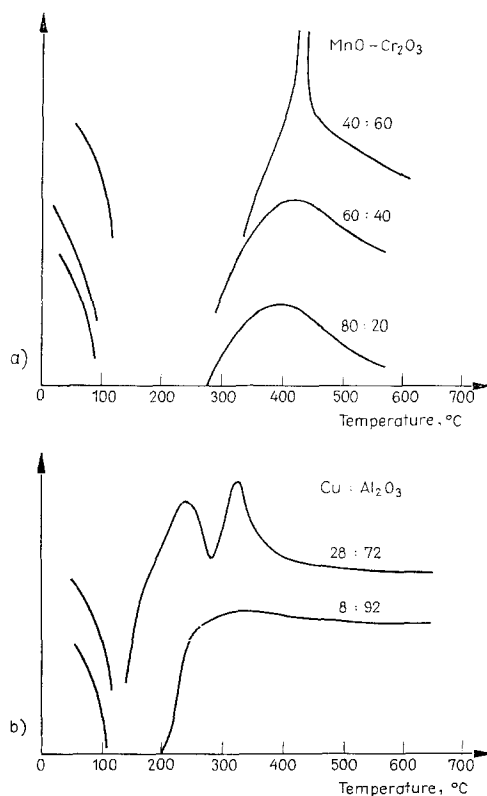 MnO-Cr₂O₃
40 : 60
60 : 40
80 : 20
a)
0 100 200 300 400 500 600 700
Temperature, °C
Cu : Al₂O₃
28 : 72
8 : 92
b)
0 100 200 300 400 500 600 700
Temperature, °C